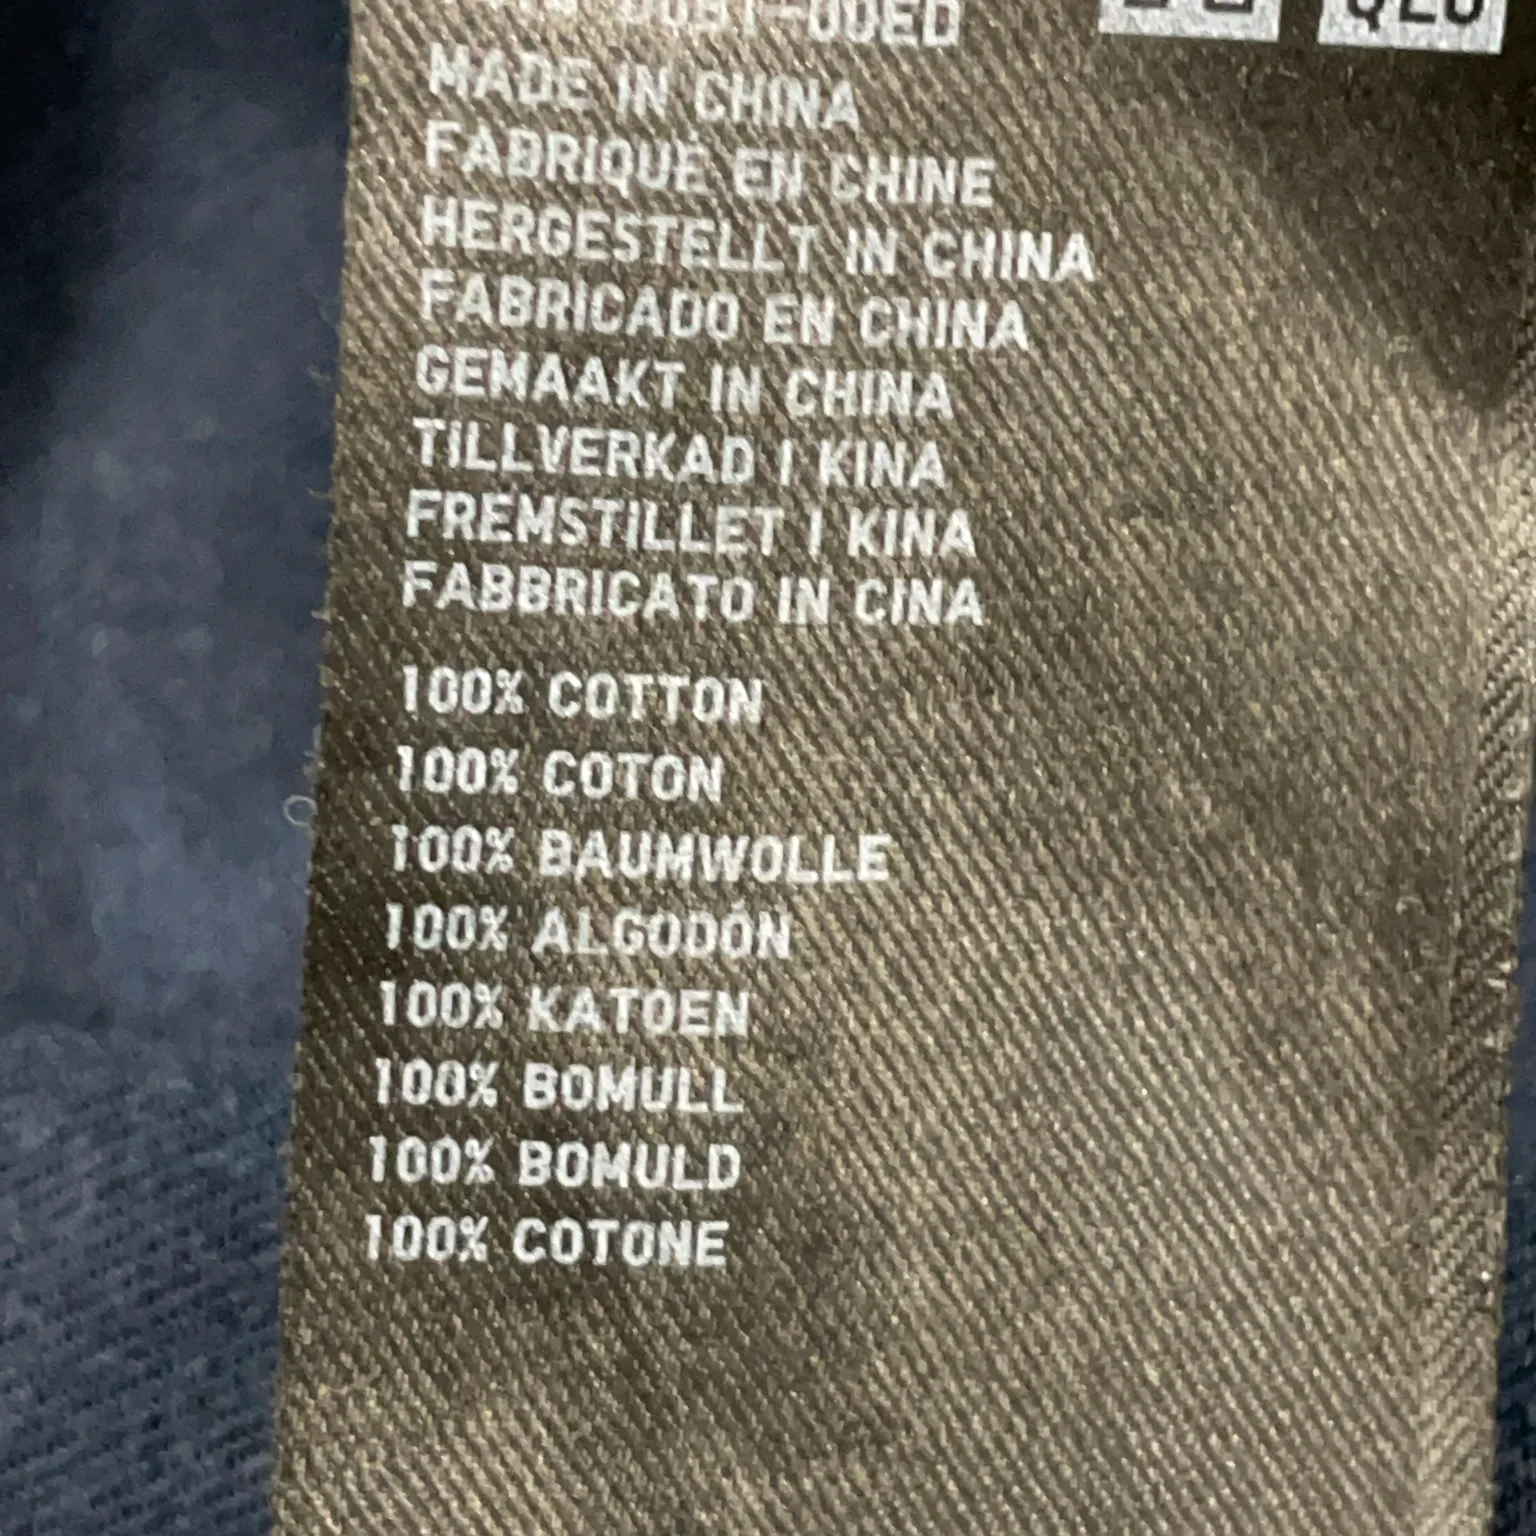 MADE IN CHINA
FABRIQUÉ EN CHINE
HERGESTELLT IN CHINA
FABRICADO EN CHINA
GEMAAKT IN CHINA
TILLVERKAD I KINA
FREMSTILLET I KINA
FABBRICATO IN CINA
100% COTTON
100% COTON
100% BAUMWOLLE
100% ALGODÓN
100% KATOEN
100% BOMULL
100% BOMULD
100% COTONE